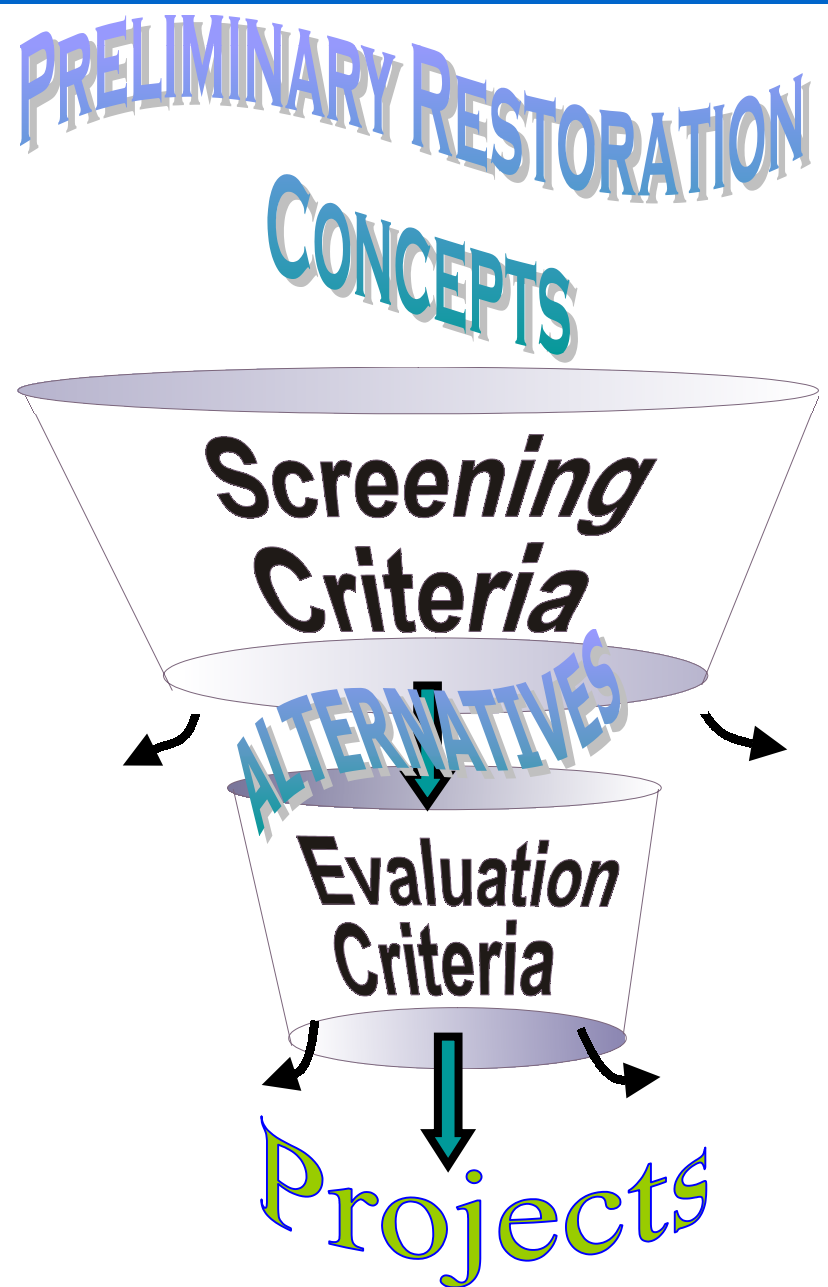 PRELIMINARY RESTORATION
CONCEPTS
Screening
Criteria
ALTERNATIVES
Evaluation
Criteria
Projects